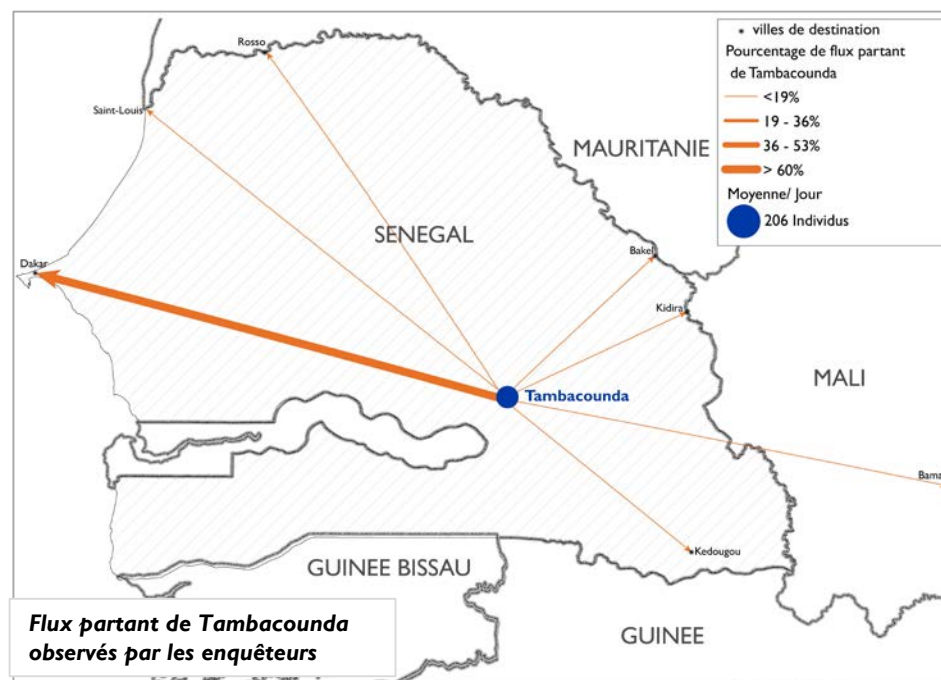 villes de destination
Pourcentage de flux partant
de Tambacounda
<19%
19 - 36%
36 - 53%
> 60%
Moyenne/ Jour
206 Individus
Rosso
Saint-Louis
MAURITANIE
SENEGAL
Bakel
Dakar
Kidira
MALI
Tambacounda
Bama
Kedougou
GUINEE BISSAU
GUINEE
Flux partant de Tambacounda
observés par les enquêteurs